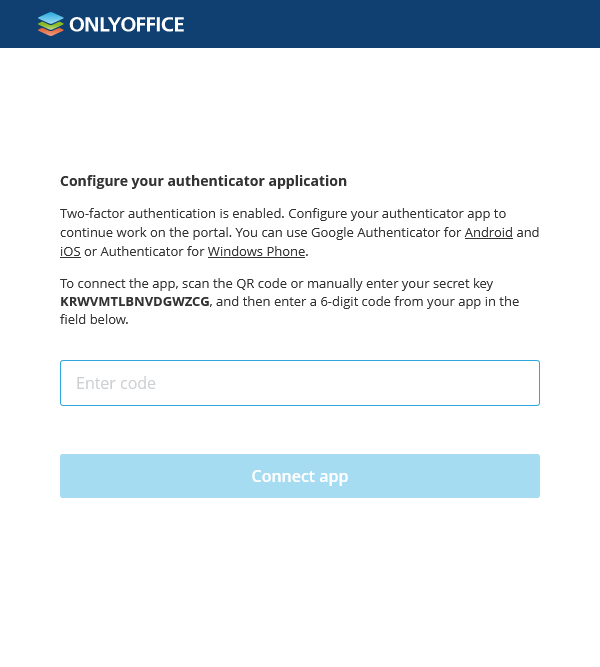 ONLYOFFICE
Configure your authenticator application
Two-factor authentication is enabled. Configure your authenticator app to
continue work on the portal. You can use Google Authenticator for Android and
iOS or Authenticator for Windows Phone.
To connect the app, scan the QR code or manually enter your secret key
KRWVMTLBNVDGWZCG, and then enter a 6-digit code from your app in the
field below.
Enter code
Connect app